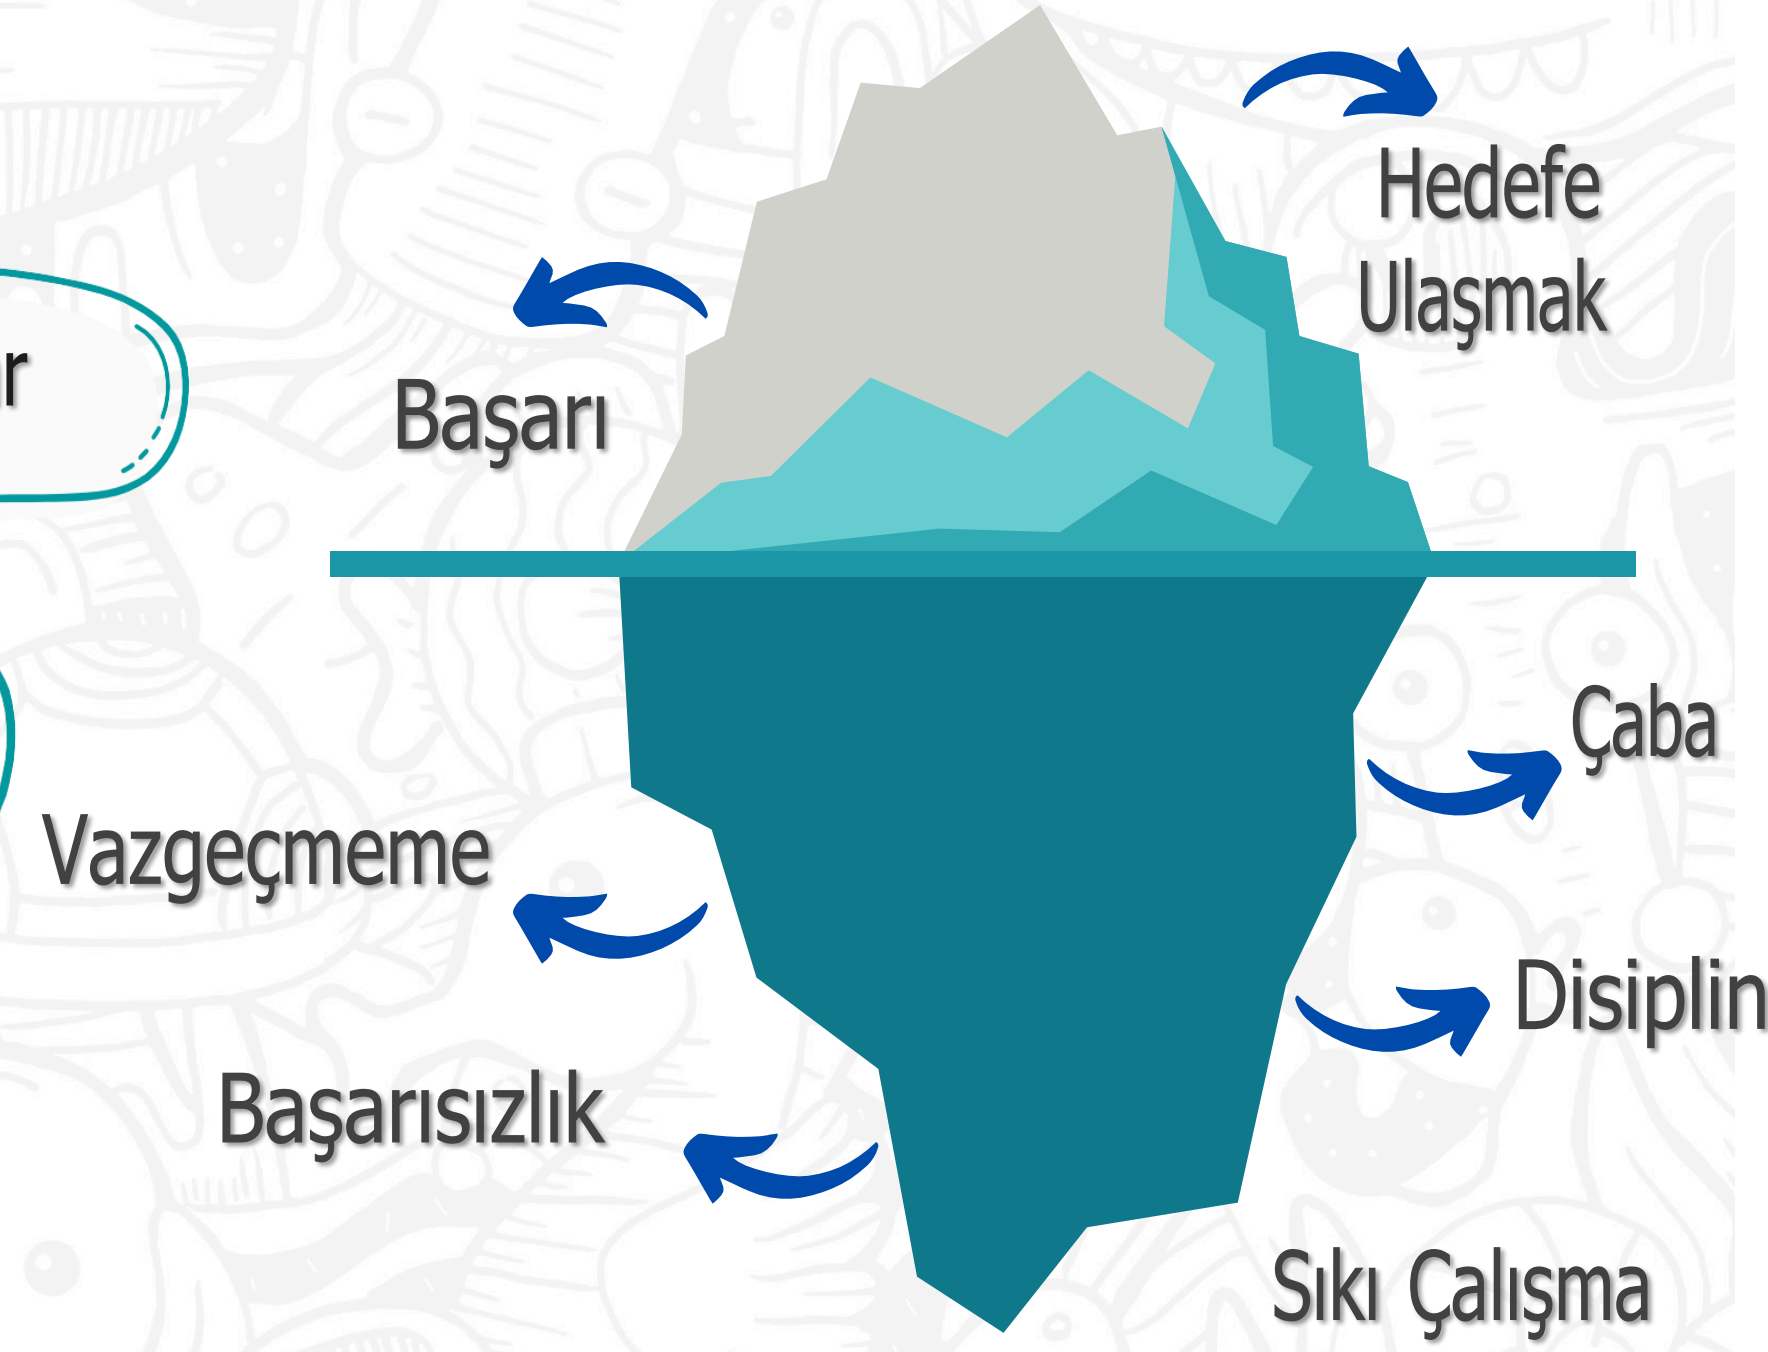 Hedefe
Ulaşmak
Başarı
Çaba
Vazgeçmeme
Disiplin
Başarısızlık
Sıkı Çalışma